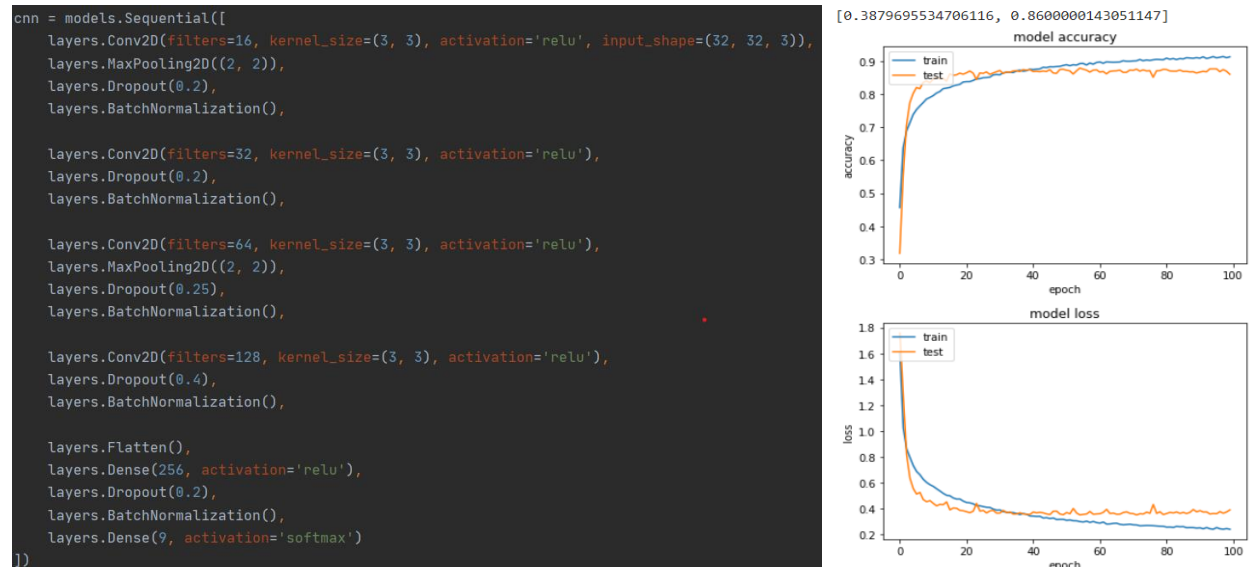 cnn = models.Sequential([
    layers.Conv2D(filters=16, kernel_size=(3, 3), activation='relu', input_shape=(32, 32, 3)),
    layers.MaxPooling2D((2, 2)),
    layers.Dropout(0.2),
    layers.BatchNormalization(),

    layers.Conv2D(filters=32, kernel_size=(3, 3), activation='relu'),
    layers.Dropout(0.2),
    layers.BatchNormalization(),

    layers.Conv2D(filters=64, kernel_size=(3, 3), activation='relu'),
    layers.MaxPooling2D((2, 2)),
    layers.Dropout(0.25),
    layers.BatchNormalization(),

    layers.Conv2D(filters=128, kernel_size=(3, 3), activation='relu'),
    layers.Dropout(0.4),
    layers.BatchNormalization(),

    layers.Flatten(),
    layers.Dense(256, activation='relu'),
    layers.Dropout(0.2),
    layers.BatchNormalization(),
    layers.Dense(9, activation='softmax')
])
[0.3879695534706116, 0.8600000143051147]
model accuracy
train
test
accuracy
0.9
0.8
0.7
0.6
0.5
0.4
0.3
0 20 40 60 80 100
epoch
model loss
train
test
loss
1.8
1.6
1.4
1.2
1.0
0.8
0.6
0.4
0.2
0 20 40 60 80 100
epoch